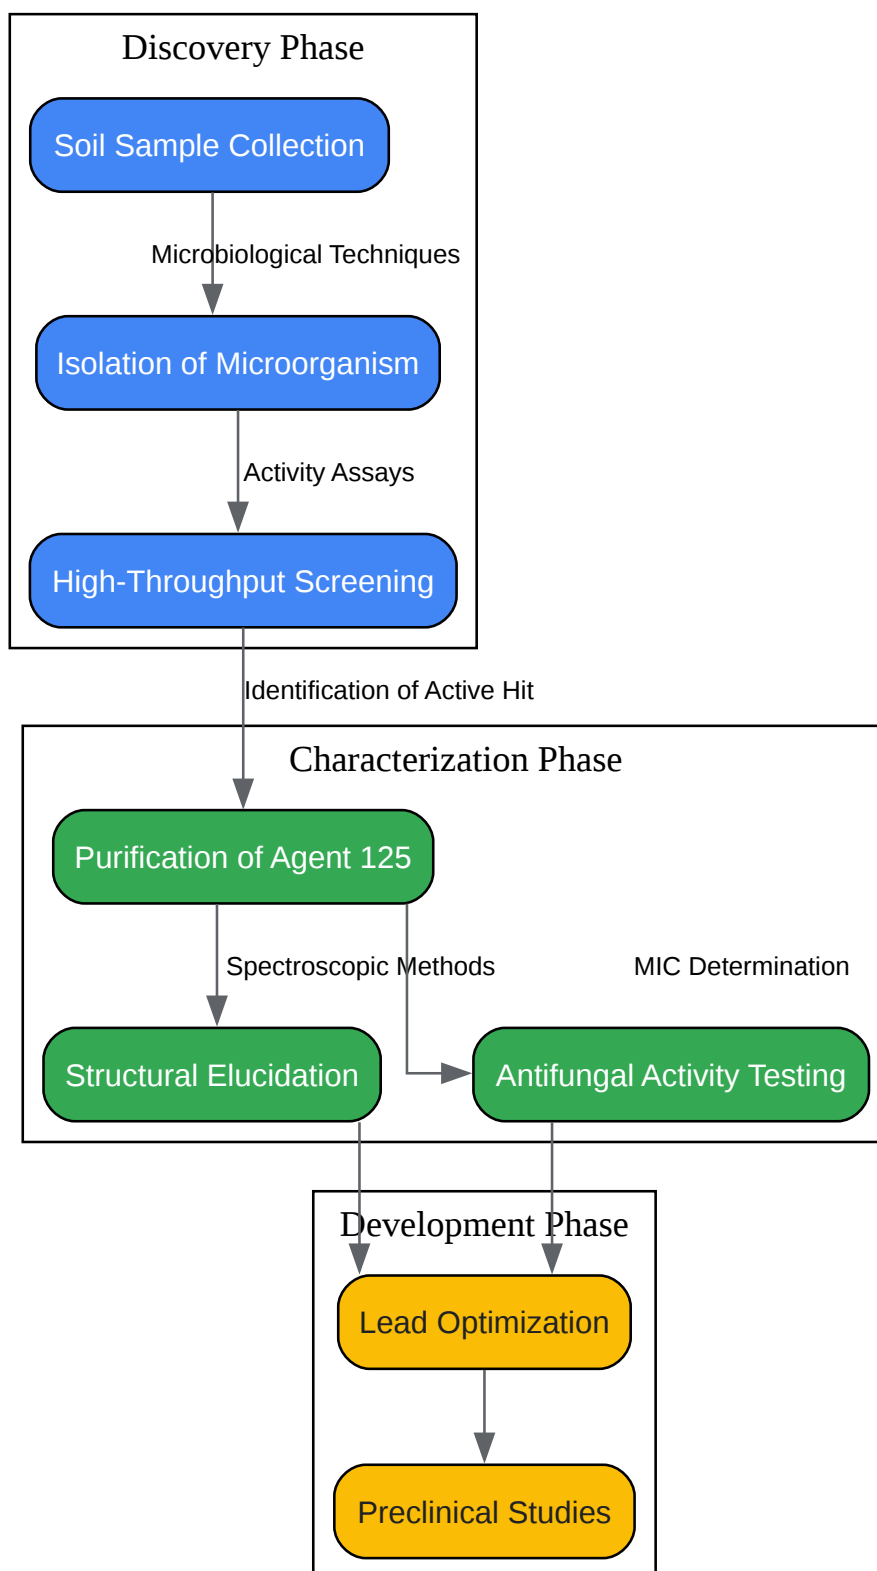 Discovery Phase
Soil Sample Collection
Microbiological Techniques
Isolation of Microorganism
Activity Assays
High-Throughput Screening
Identification of Active Hit
Characterization Phase
Purification of Agent 125
Spectroscopic Methods
MIC Determination
Structural Elucidation
Antifungal Activity Testing
Development Phase
Lead Optimization
Preclinical Studies